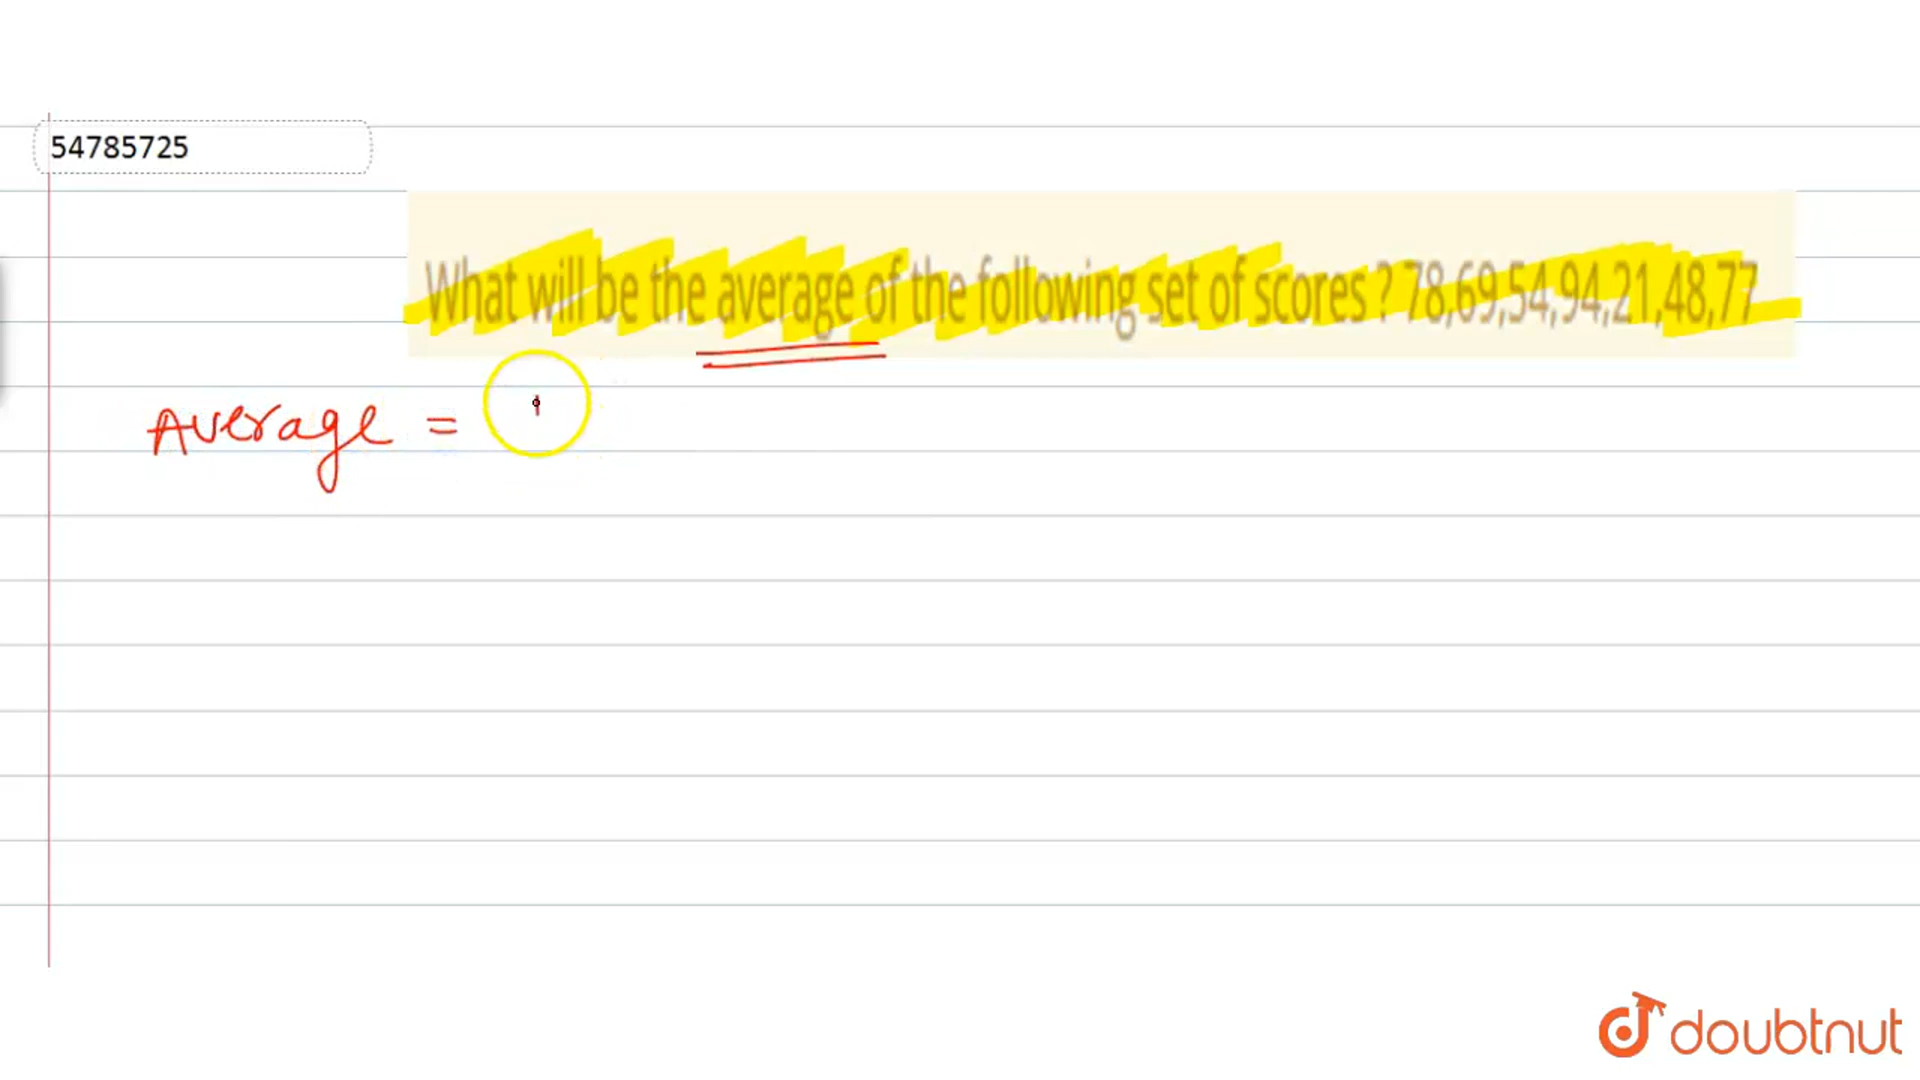 54785725
What will be the average of the following set of scores ? 78,69,54,94,21,48,77
Average =
doubtnut